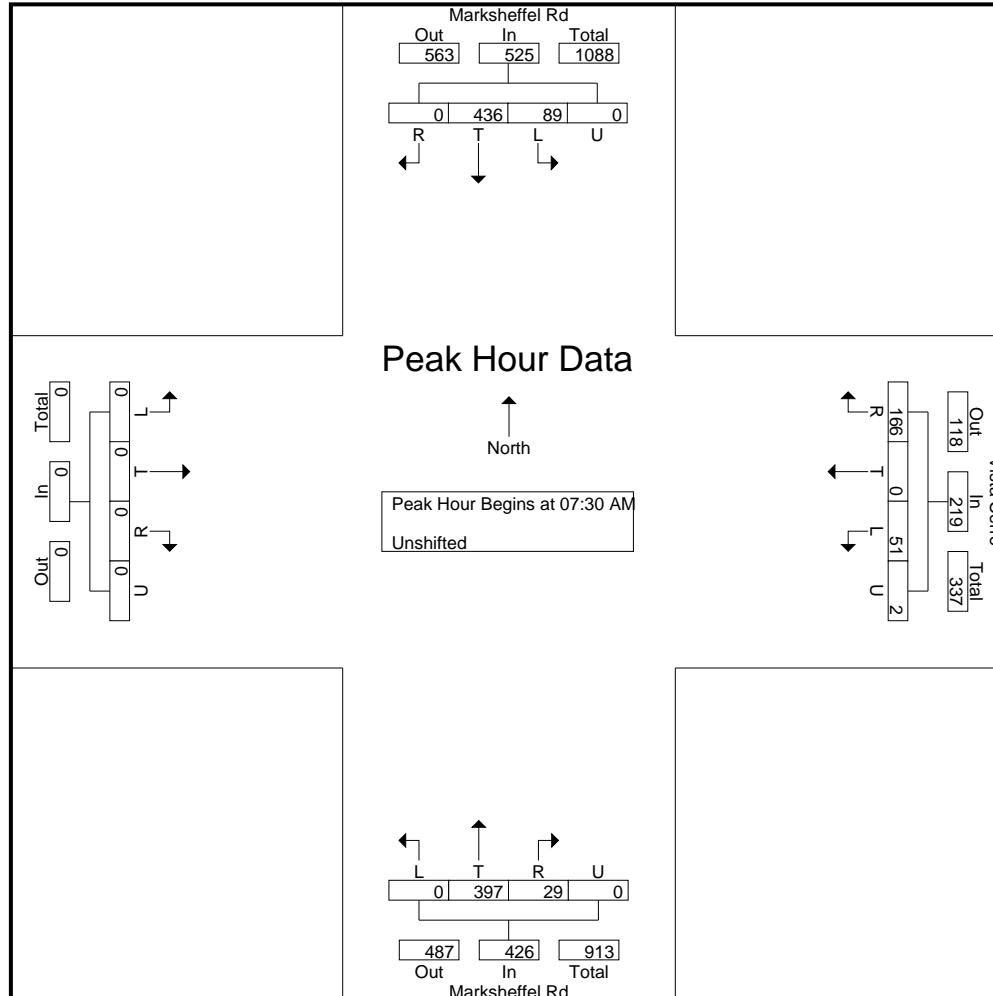 Marksheffel Rd
Out In Total
563 525 1088
0 436 89 0
R T L U
Peak Hour Data
North
Peak Hour Begins at 07:30 AM
Unshifted
Total In Out
0 0 0
0 0 0 0
L T R U
R T L U
166 0 51 2
Out In Total
118 219 337
L T R U
0 397 29 0
487 426 913
Out In Total
Marksheffel Rd